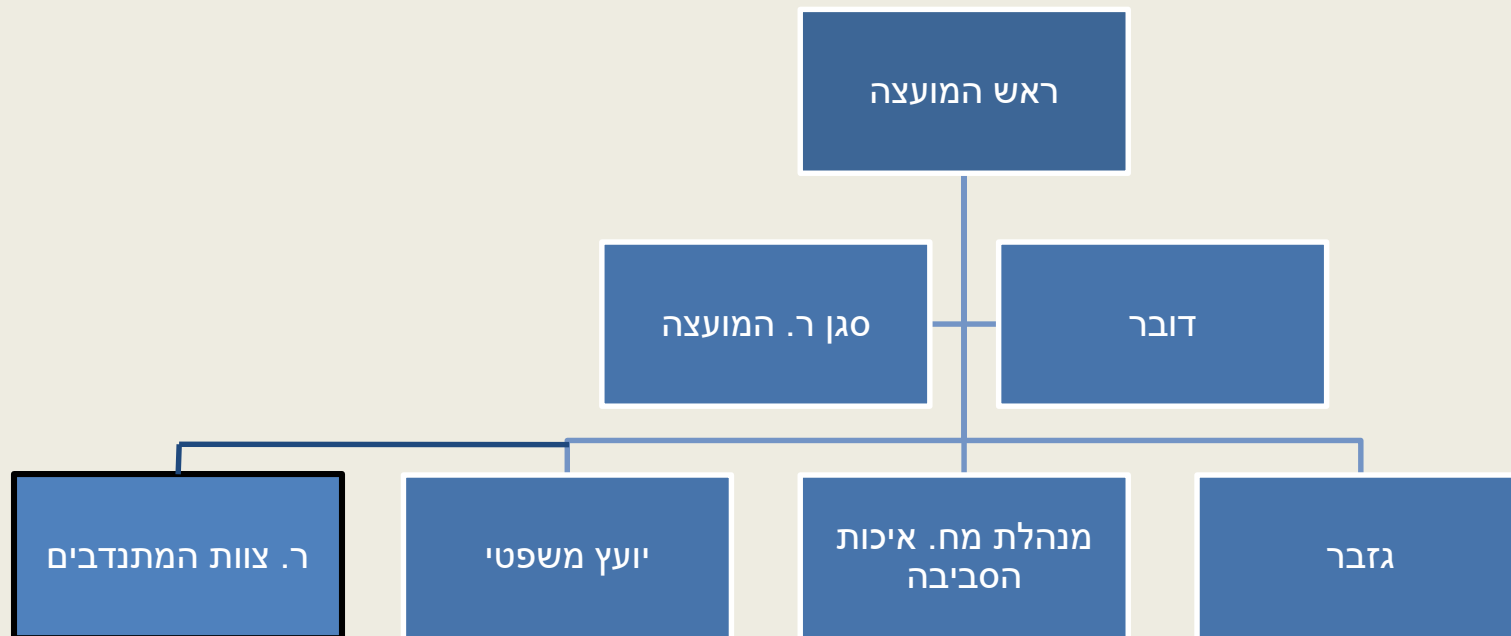 ראש המועצה
דובר
סגן ר. המועצה
גזבר
מנהלת מח. איכות
הסביבה
יועץ משפטי
ר. צוות המתנדבים